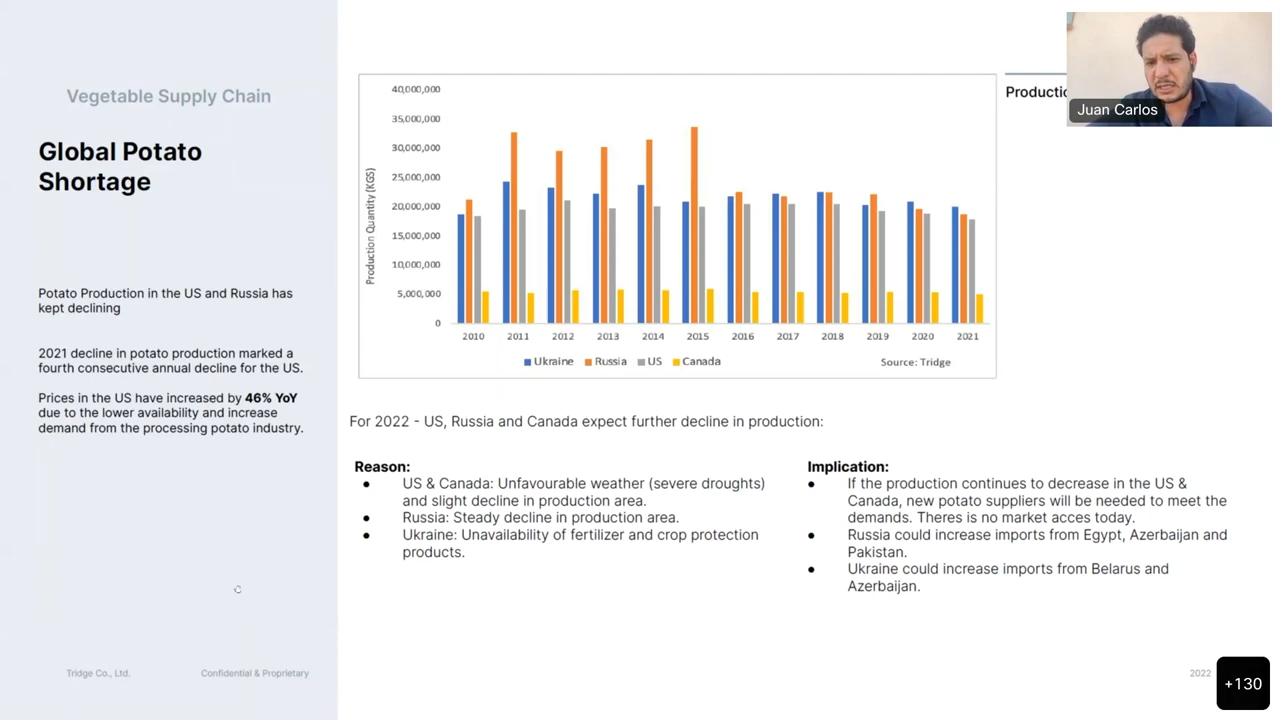 Vegetable Supply Chain
Global Potato
Shortage
Potato Production in the US and Russia has
kept declining
2021 decline in potato production marked a
fourth consecutive annual decline for the US.
Prices in the US have increased by 46% YoY
due to the lower availability and increase
demand from the processing potato industry.
Tridge Co., Ltd.
Confidential & Proprietary
Production Quantity (KGS)
40,000,000
35,000,000
30,000,000
25,000,000
20,000,000
15,000,000
10,000,000
5,000,000
0
2010 2011 2012 2013 2014 2015 2016 2017 2018 2019 2020 2021
Ukraine Russia US Canada
Source: Tridge
Juan Carlos
For 2022 - US, Russia and Canada expect further decline in production:
Reason:
● US & Canada: Unfavourable weather (severe droughts)
and slight decline in production area.
● Russia: Steady decline in production area.
● Ukraine: Unavailability of fertilizer and crop protection
products.
Implication:
● If the production continues to decrease in the US &
Canada, new potato suppliers will be needed to meet the
demands. Theres is no market acces today.
● Russia could increase imports from Egypt, Azerbaijan and
Pakistan.
● Ukraine could increase imports from Belarus and
Azerbaijan.
2022
+130